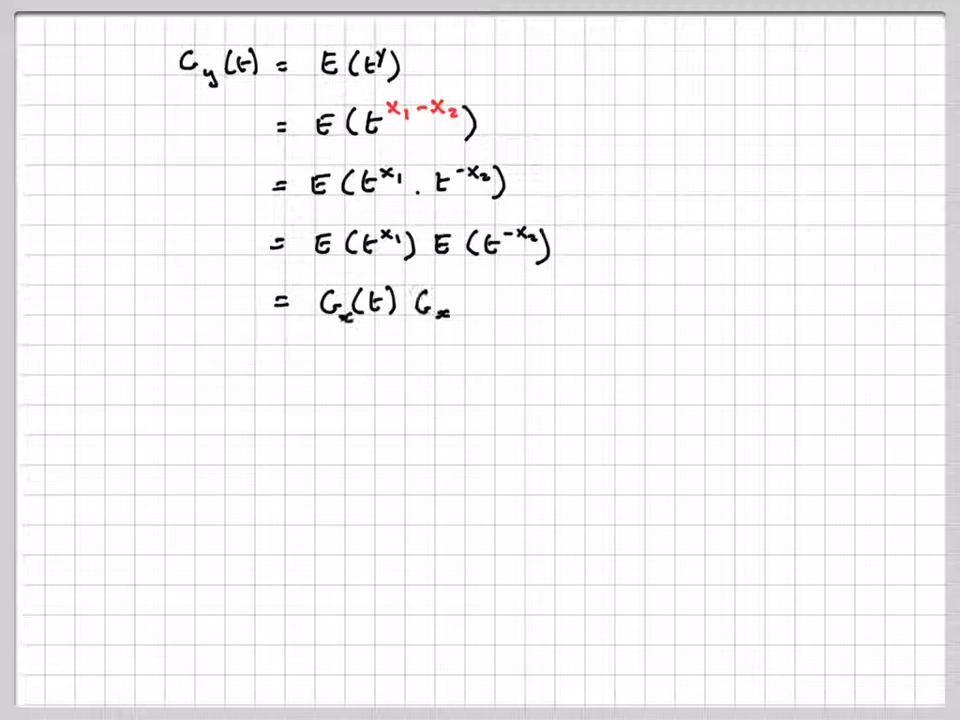 G_y(t) = E(t^Y)
= E(t^{X_1 - X_2})
= E(t^{X_1} . t^{-X_2})
= E(t^{X_1}) E(t^{-X_2})
= G_x(t) G_x